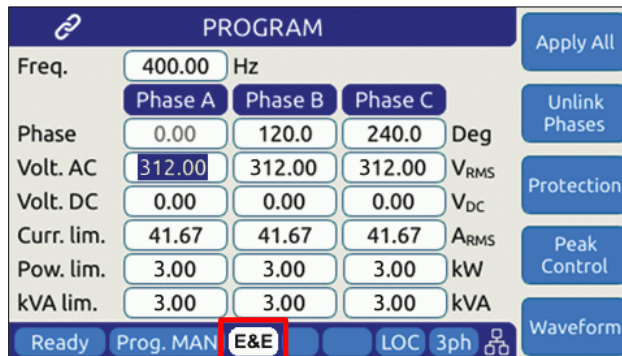 PROGRAM
Freq. 400.00 Hz
Phase A Phase B Phase C
Phase 0.00 120.0 240.0 Deg
Volt. AC 312.00 312.00 312.00 VRMS
Volt. DC 0.00 0.00 0.00 VDC
Curr. lim. 41.67 41.67 41.67 ARMS
Pow. lim. 3.00 3.00 3.00 kW
kVA lim. 3.00 3.00 3.00 kVA
Ready Prog. MAN E&E LOC 3ph
Apply All
Unlink
Phases
Protection
Peak
Control
Waveform